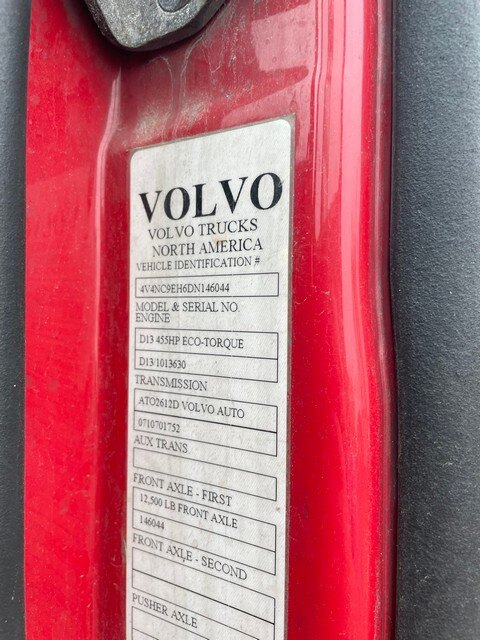 VOLVO
VOLVO TRUCKS
NORTH AMERICA
VEHICLE IDENTIFICATION #
4V4NC9EH6DN146044
MODEL & SERIAL NO.
ENGINE
D13 455HP ECO-TORQUE
D13/1013630
TRANSMISSION
ATO2612D VOLVO AUTO
0710701752
AUX TRANS
FRONT AXLE - FIRST
12,500 LB FRONT AXLE
146044
FRONT AXLE - SECOND
PUSHER AXLE